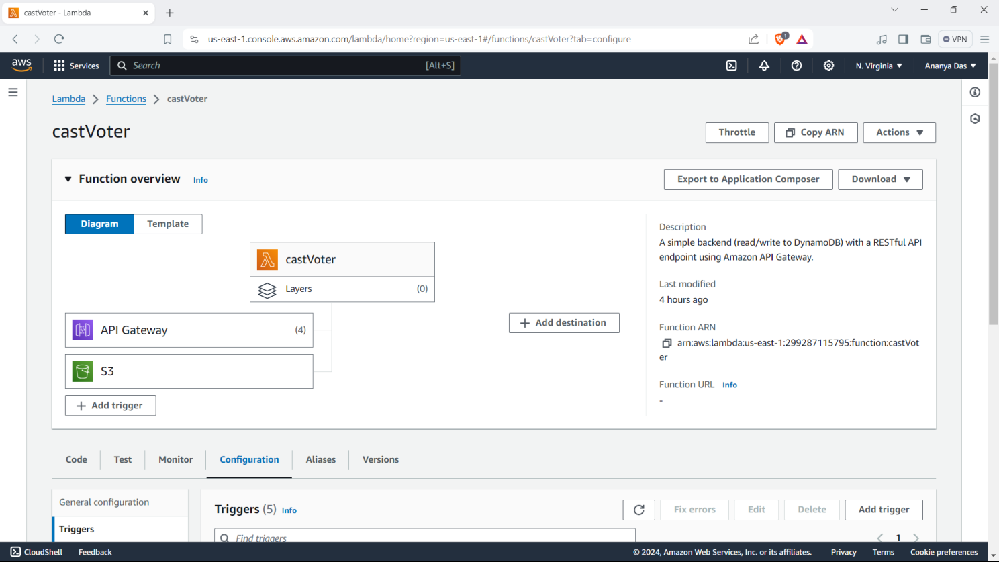 castVoter - Lambda
us-east-1.console.aws.amazon.com/lambda/home?region=us-east-1#/functions/castVoter?tab=configure
1
VPN
aws
Services
Search
[Alt+S]
N. Virginia
Ananya Das
Lambda
Functions
castVoter
castVoter
Throttle
Copy ARN
Actions
Function overview
Info
Export to Application Composer
Download
Diagram
Template
castVoter
Layers
(0)
API Gateway
(4)
S3
Add trigger
Add destination
Description
A simple backend (read/write to DynamoDB) with a RESTful API
endpoint using Amazon API Gateway.
Last modified
4 hours ago
Function ARN
arn:aws:lambda:us-east-1:299287115795:function:castVot
er
Function URL
Info
-
Code
Test
Monitor
Configuration
Aliases
Versions
General configuration
Triggers
Triggers (5)
Info
Fix errors
Edit
Delete
Add trigger
Find triggers
1
CloudShell
Feedback
© 2024, Amazon Web Services, Inc. or its affiliates.
Privacy
Terms
Cookie preferences